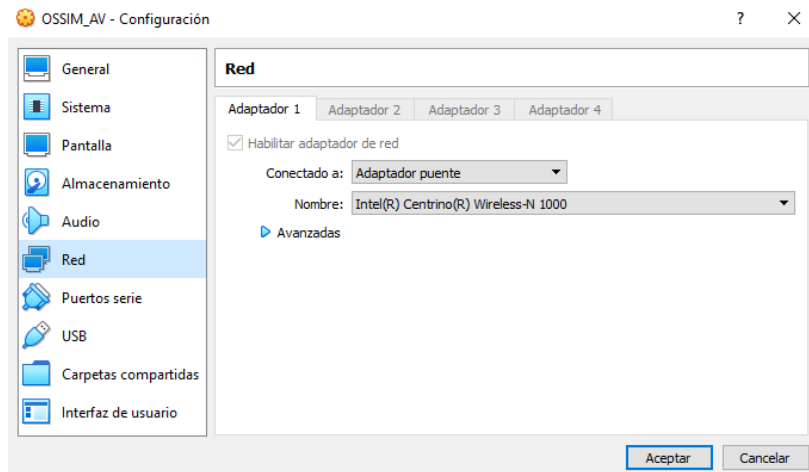 OSSIM_AV - Configuración
?
General
Sistema
Pantalla
Almacenamiento
Audio
Red
Puertos serie
USB
Carpetas compartidas
Interfaz de usuario
Red
Adaptador 1 Adaptador 2 Adaptador 3 Adaptador 4
Habilitar adaptador de red
Conectado a: Adaptador puente
Nombre: Intel(R) Centrino(R) Wireless-N 1000
Avanzadas
Aceptar Cancelar